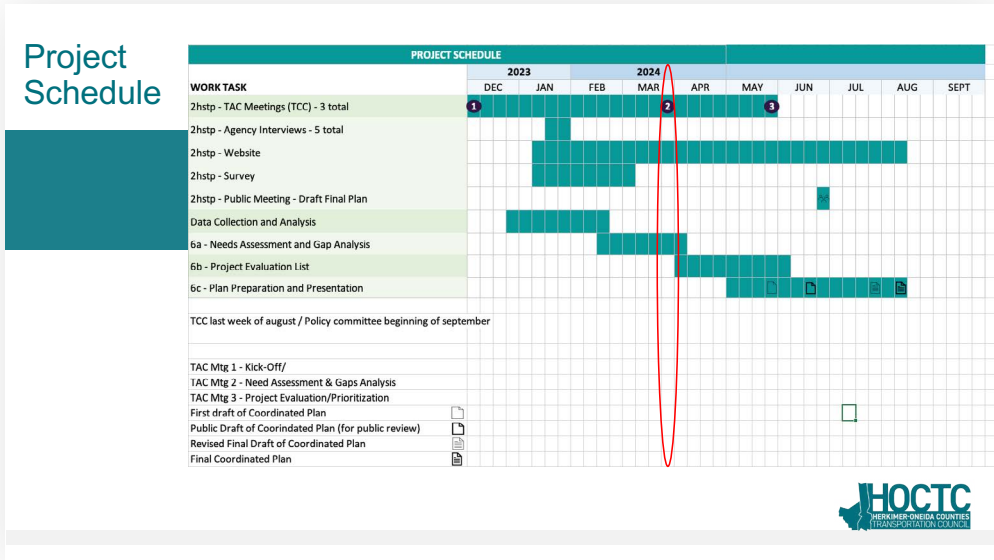 Project
Schedule
PROJECT SCHEDULE
2023 2024
WORK TASK DEC JAN FEB MAR APR MAY JUN JUL AUG SEPT
2hstp - TAC Meetings (TCC) - 3 total 1 2 3
2hstp - Agency Interviews - 5 total
2hstp - Website
2hstp - Survey
2hstp - Public Meeting - Draft Final Plan
Data Collection and Analysis
6a - Needs Assessment and Gap Analysis
6b - Project Evaluation List
6c - Plan Preparation and Presentation
TCC last week of august / Policy committee beginning of september
TAC Mtg 1 - Kick-Off/
TAC Mtg 2 - Need Assessment & Gaps Analysis
TAC Mtg 3 - Project Evaluation/Prioritization
First draft of Coordinated Plan
Public Draft of Coorindated Plan (for public review)
Revised Final Draft of Coordinated Plan
Final Coordinated Plan
HOCTC
HERKIMER-ONEIDA COUNTIES
TRANSPORTATION COUNCIL